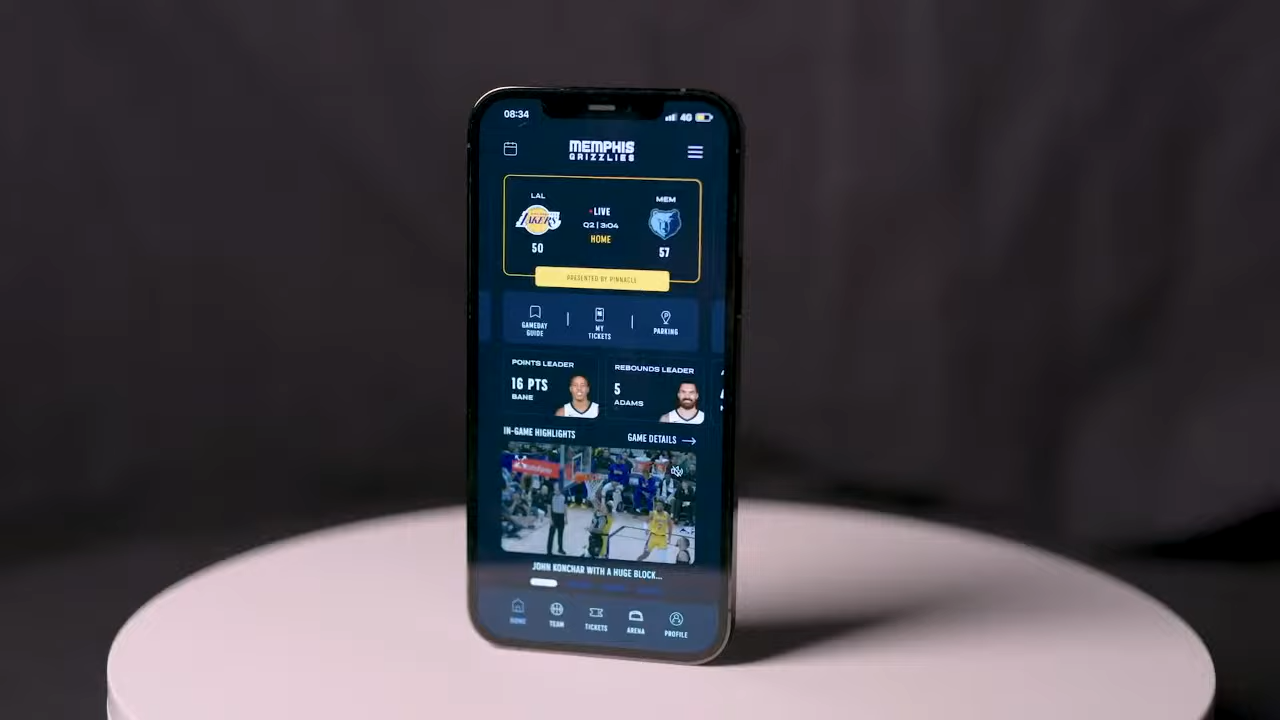 08:34
4G
MEMPHIS
GRIZZLIES
LAL
MEM
LAKERS
• LIVE
Q2 | 3:04
HOME
50
57
PRESENTED BY PINNACLE
GAMEDAY
GUIDE
MY
TICKETS
PARKING
POINTS LEADER
16 PTS
BANE
REBOUNDS LEADER
5
ADAMS
IN-GAME HIGHLIGHTS
GAME DETAILS →
JOHN KONCHAR WITH A HUGE BLOCK...
HOME
TEAM
TICKETS
ARENA
PROFILE